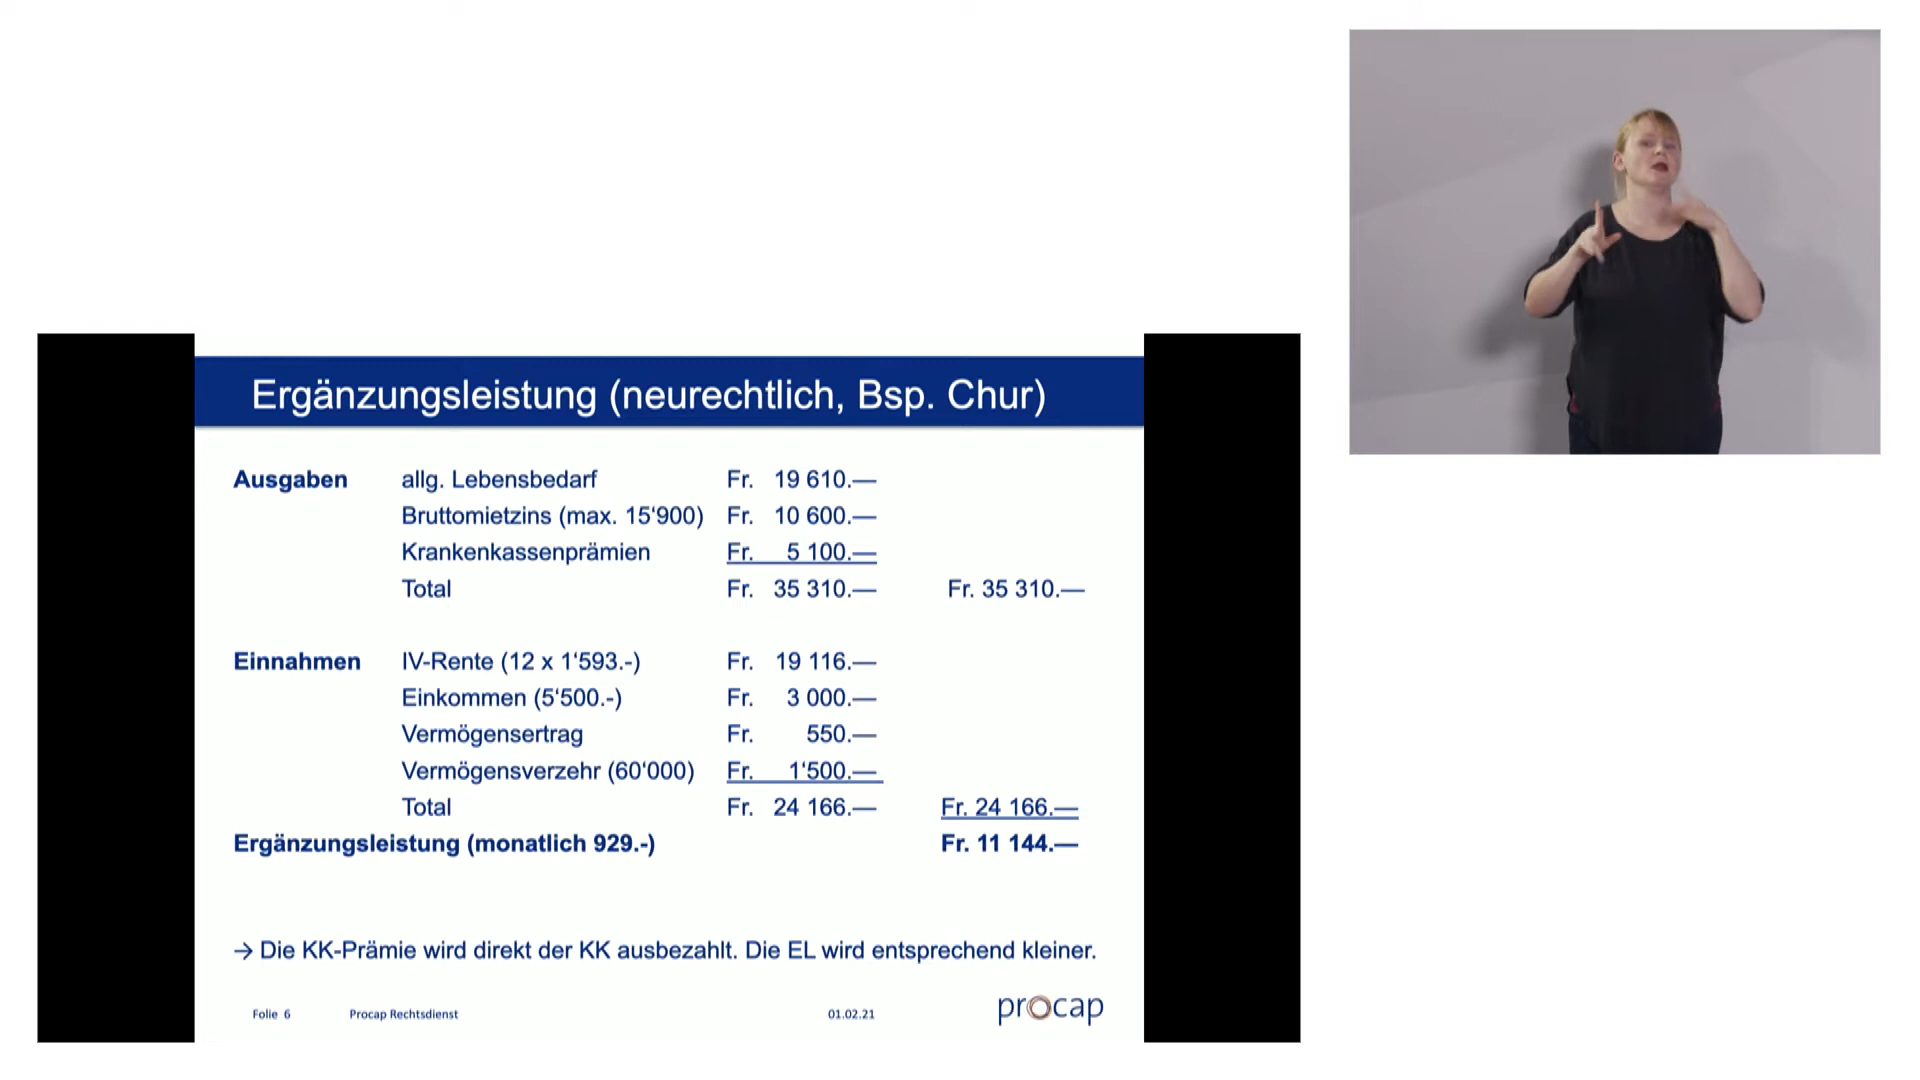 Ergänzungsleistung (neurechtlich, Bsp. Chur)
Ausgaben allg. Lebensbedarf Fr. 19 610.—
Bruttomietzins (max. 15‘900) Fr. 10 600.—
Krankenkassenprämien Fr. 5 100.—
Total Fr. 35 310.— Fr. 35 310.—
Einnahmen IV-Rente (12 x 1‘593.-) Fr. 19 116.—
Einkommen (5‘500.-) Fr. 3 000.—
Vermögensertrag Fr. 550.—
Vermögensverzehr (60‘000) Fr. 1‘500.—
Total Fr. 24 166.— Fr. 24 166.—
Ergänzungsleistung (monatlich 929.-) Fr. 11 144.—
→ Die KK-Prämie wird direkt der KK ausbezahlt. Die EL wird entsprechend kleiner.
Folie 6 Procap Rechtsdienst 01.02.21 procap